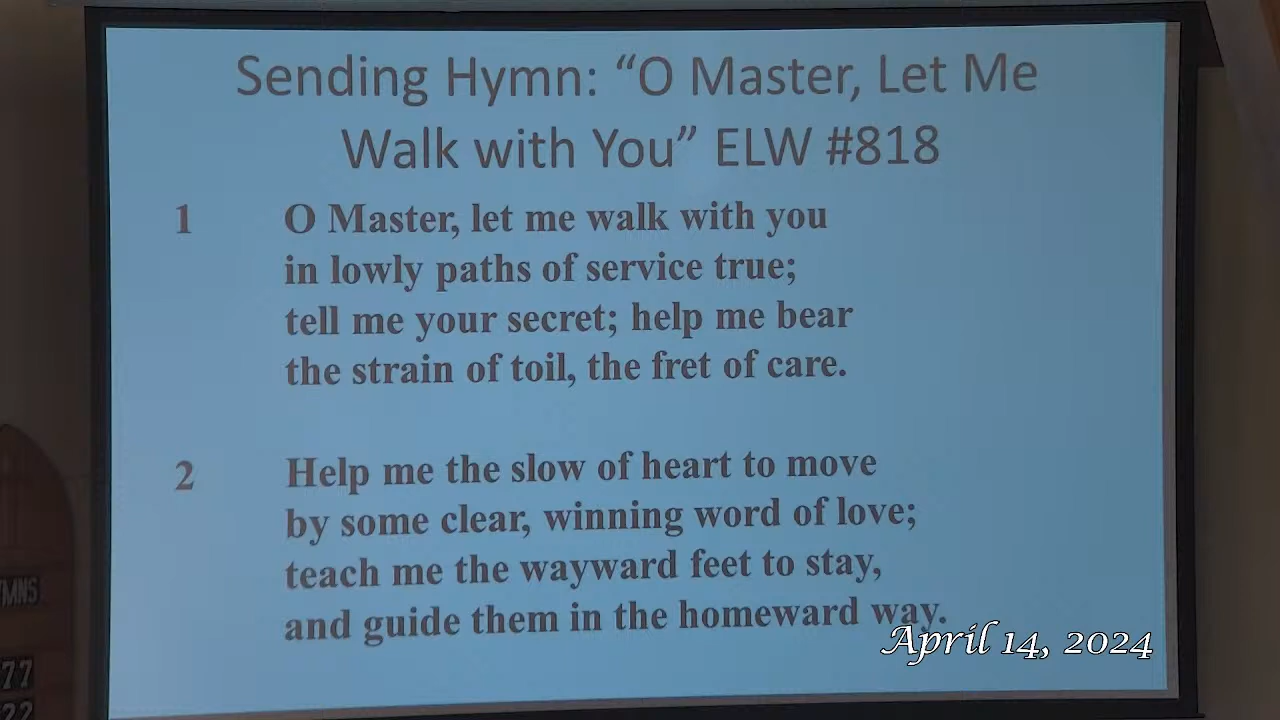 Sending Hymn: “O Master, Let Me
Walk with You” ELW #818
1 O Master, let me walk with you
in lowly paths of service true;
tell me your secret; help me bear
the strain of toil, the fret of care.
2 Help me the slow of heart to move
by some clear, winning word of love;
teach me the wayward feet to stay,
and guide them in the homeward way.
April 14, 2024
77
22